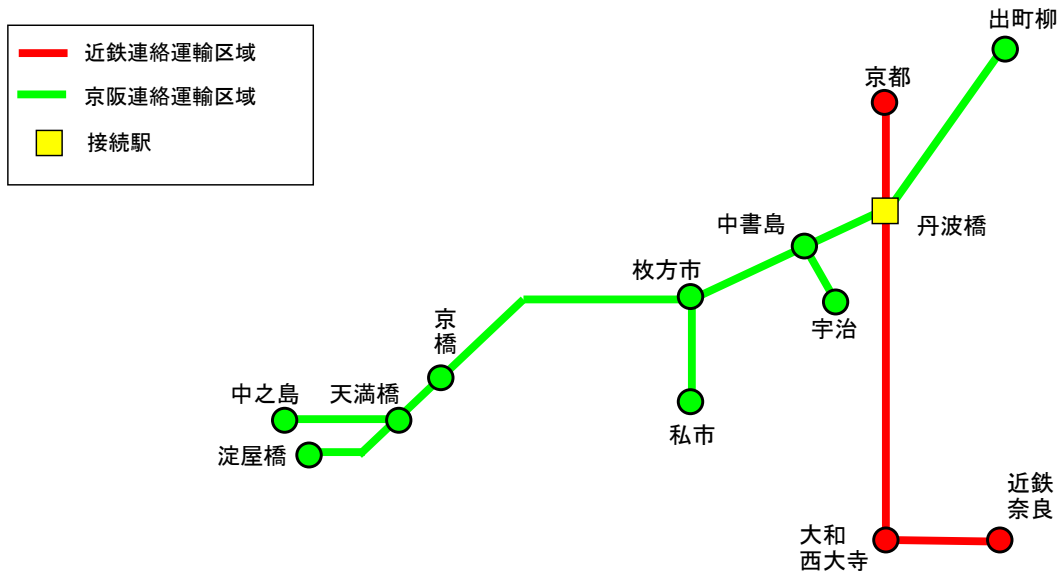 近鉄連絡運輸区域
京阪連絡運輸区域
接続駅
出町柳
京都
丹波橋
中書島
枚方市
宇治
京
橋
中之島
天満橋
私市
淀屋橋
近鉄
奈良
大和
西大寺